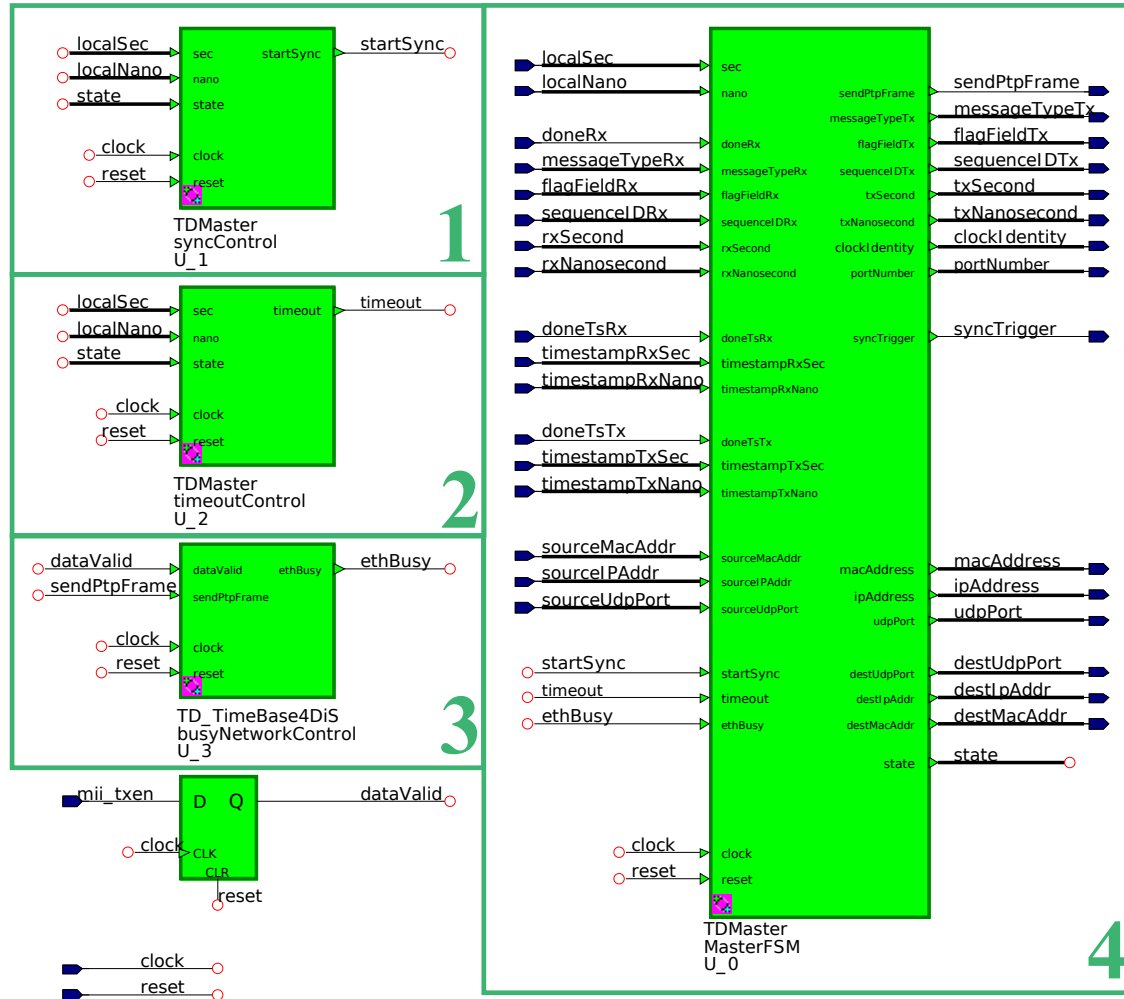 localSec
localNano
state
clock
reset
sec
nano
state
clock
reset
startSync
startSync
TDMaster
syncControl
U_1
1
localSec
localNano
state
clock
reset
sec
nano
state
clock
reset
timeout
timeout
TDMaster
timeoutControl
U_2
2
dataValid
sendPtpFrame
clock
reset
dataValid
sendPtpFrame
clock
reset
ethBusy
ethBusy
TD_TimeBase4DiS
busyNetworkControl
U_3
3
mii_txen
D Q
dataValid
clock
CLK
CLR
reset
clock
reset
localSec
localNano
doneRx
messageTypeRx
flagFieldRx
sequenceIDRx
rxSecond
rxNanosecond
doneTsRx
timestampRxSec
timestampRxNano
doneTsTx
timestampTxSec
timestampTxNano
sourceMacAddr
sourceIPAddr
sourceUdpPort
startSync
timeout
ethBusy
clock
reset
sec
nano
doneRx
messageTypeRx
flagFieldRx
sequenceIDRx
rxSecond
rxNanosecond
doneTsRx
timestampRxSec
timestampRxNano
doneTsTx
timestampTxSec
timestampTxNano
sourceMacAddr
sourceIPAddr
sourceUdpPort
startSync
timeout
ethBusy
clock
reset
sendPtpFrame
messageTypeTx
flagFieldTx
sequenceIDTx
txSecond
txNanosecond
clockIdentity
portNumber
syncTrigger
macAddress
ipAddress
udpPort
destUdpPort
destIpAddr
destMacAddr
state
sendPtpFrame
messageTypeTx
flagFieldTx
sequenceIDTx
txSecond
txNanosecond
clockIdentity
portNumber
syncTrigger
macAddress
ipAddress
udpPort
destUdpPort
destIpAddr
destMacAddr
state
TDMaster
MasterFSM
U_0
4